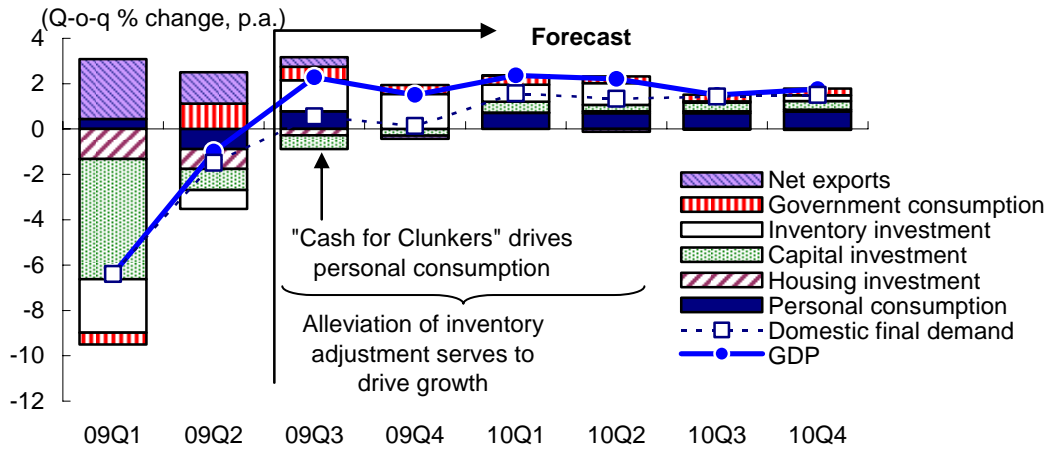 (Q-o-q % change, p.a.)
Forecast
4
2
0
-2
-4
-6
-8
-10
-12
"Cash for Clunkers" drives
personal consumption
Alleviation of inventory
adjustment serves to
drive growth
Net exports
Government consumption
Inventory investment
Capital investment
Housing investment
Personal consumption
Domestic final demand
GDP
09Q1 09Q2 09Q3 09Q4 10Q1 10Q2 10Q3 10Q4